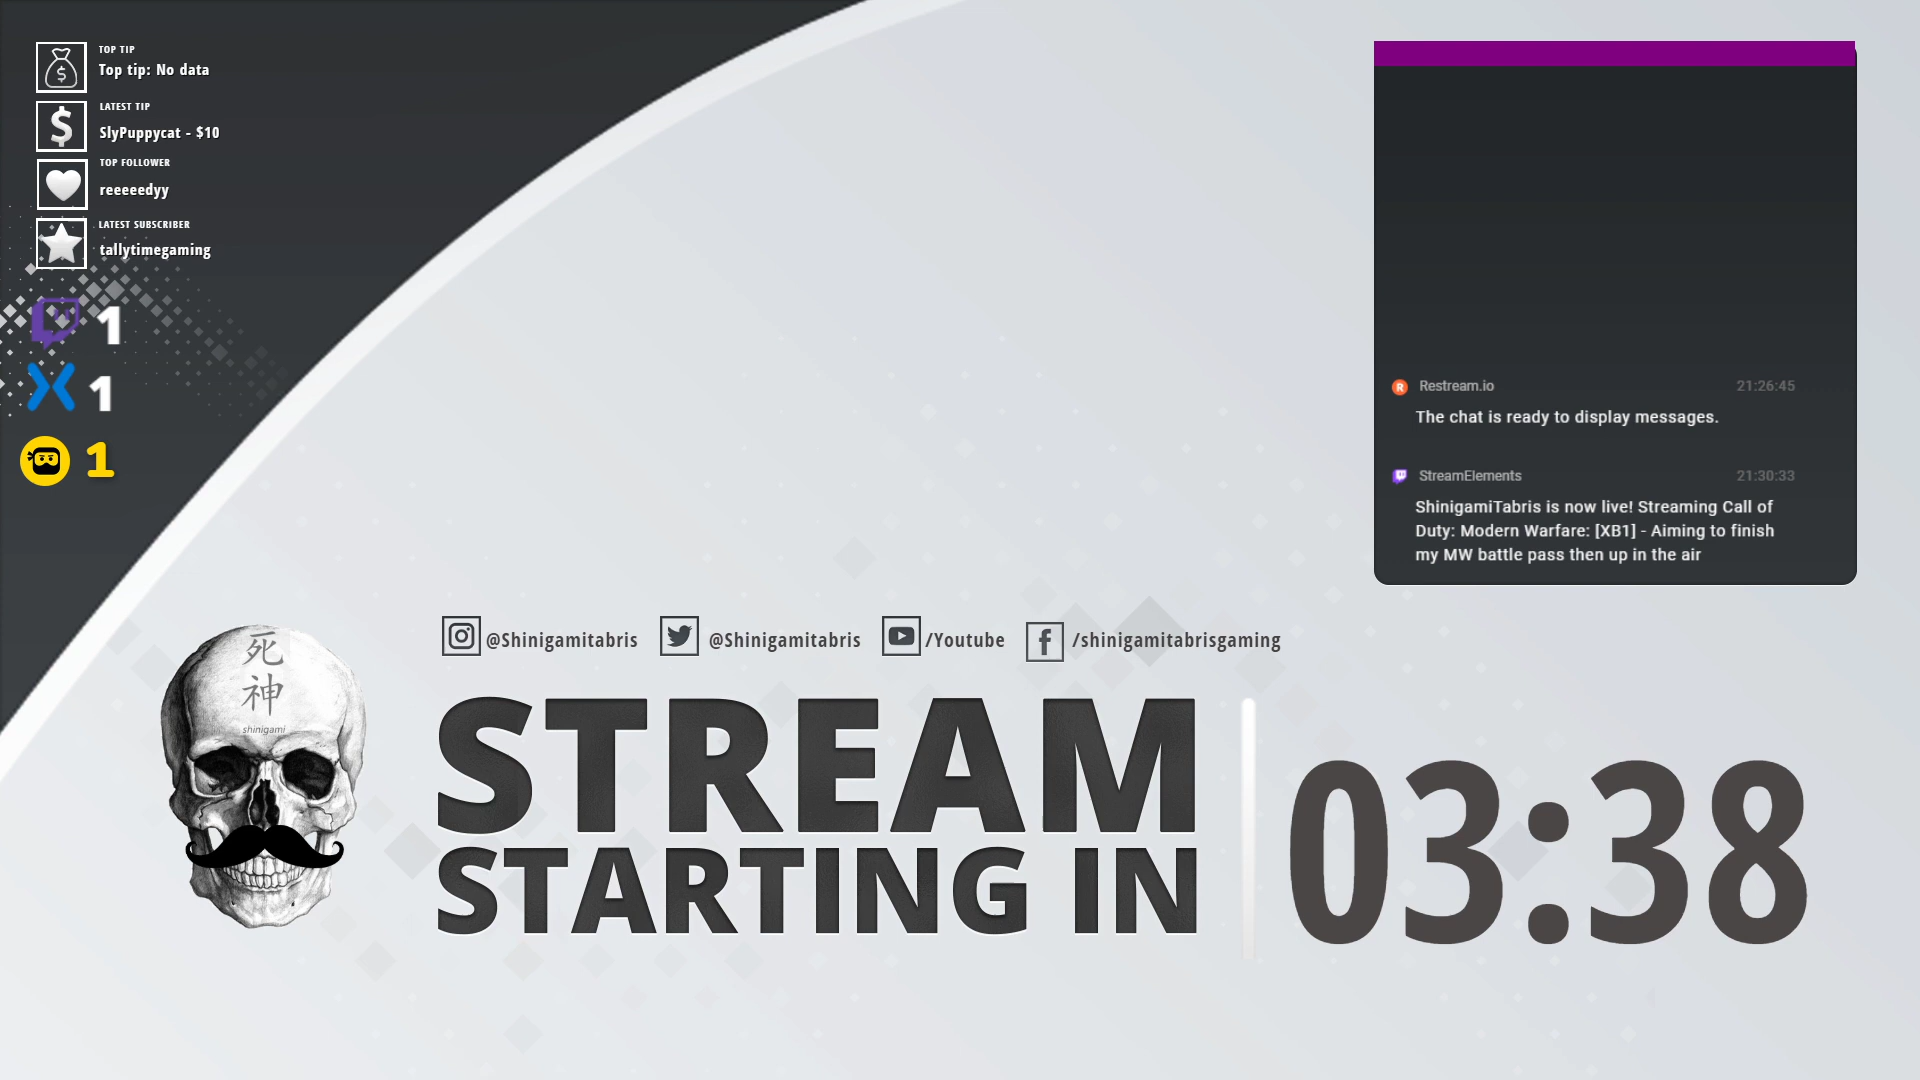 TOP TIP
Top tip: No data
LATEST TIP
SlyPuppycat - $10
TOP FOLLOWER
reeeeedyy
LATEST SUBSCRIBER
tallytimegaming
1
1
1
Restream.io 21:26:45
The chat is ready to display messages.
StreamElements 21:30:33
ShinigamiTabris is now live! Streaming Call of
Duty: Modern Warfare: [XB1] - Aiming to finish
my MW battle pass then up in the air
死
神
shinigami
@Shinigamitabris @Shinigamitabris /Youtube /shinigamitabrisgaming
STREAM
STARTING IN
03:38